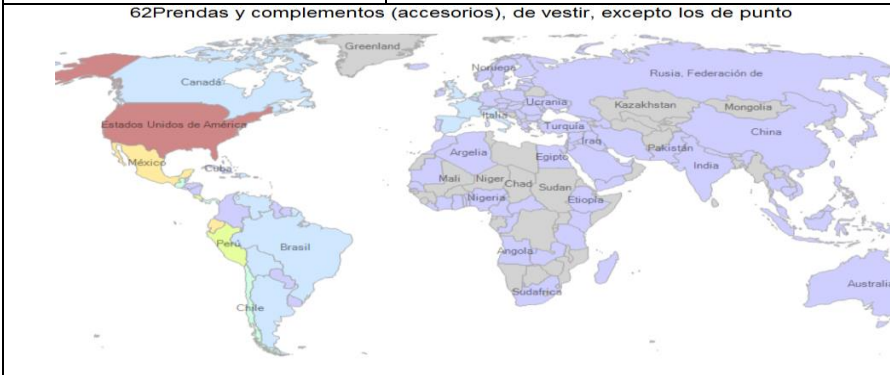 62Prendas y complementos (accesorios), de vestir, excepto los de punto
Greenland
Noruega
Canadá
Rusia, Federación de
Kazakhstan
Mongolia
Ucrania
Italia
Estados Unidos de América
Turquía
China
Iraq
Pakistán
Argelia
Egipto
México
Cuba
India
Mali
Niger
Chad
Sudan
Nigeria
Etiopía
Perú
Brasil
Angola
Chile
Sudafrica
Australi